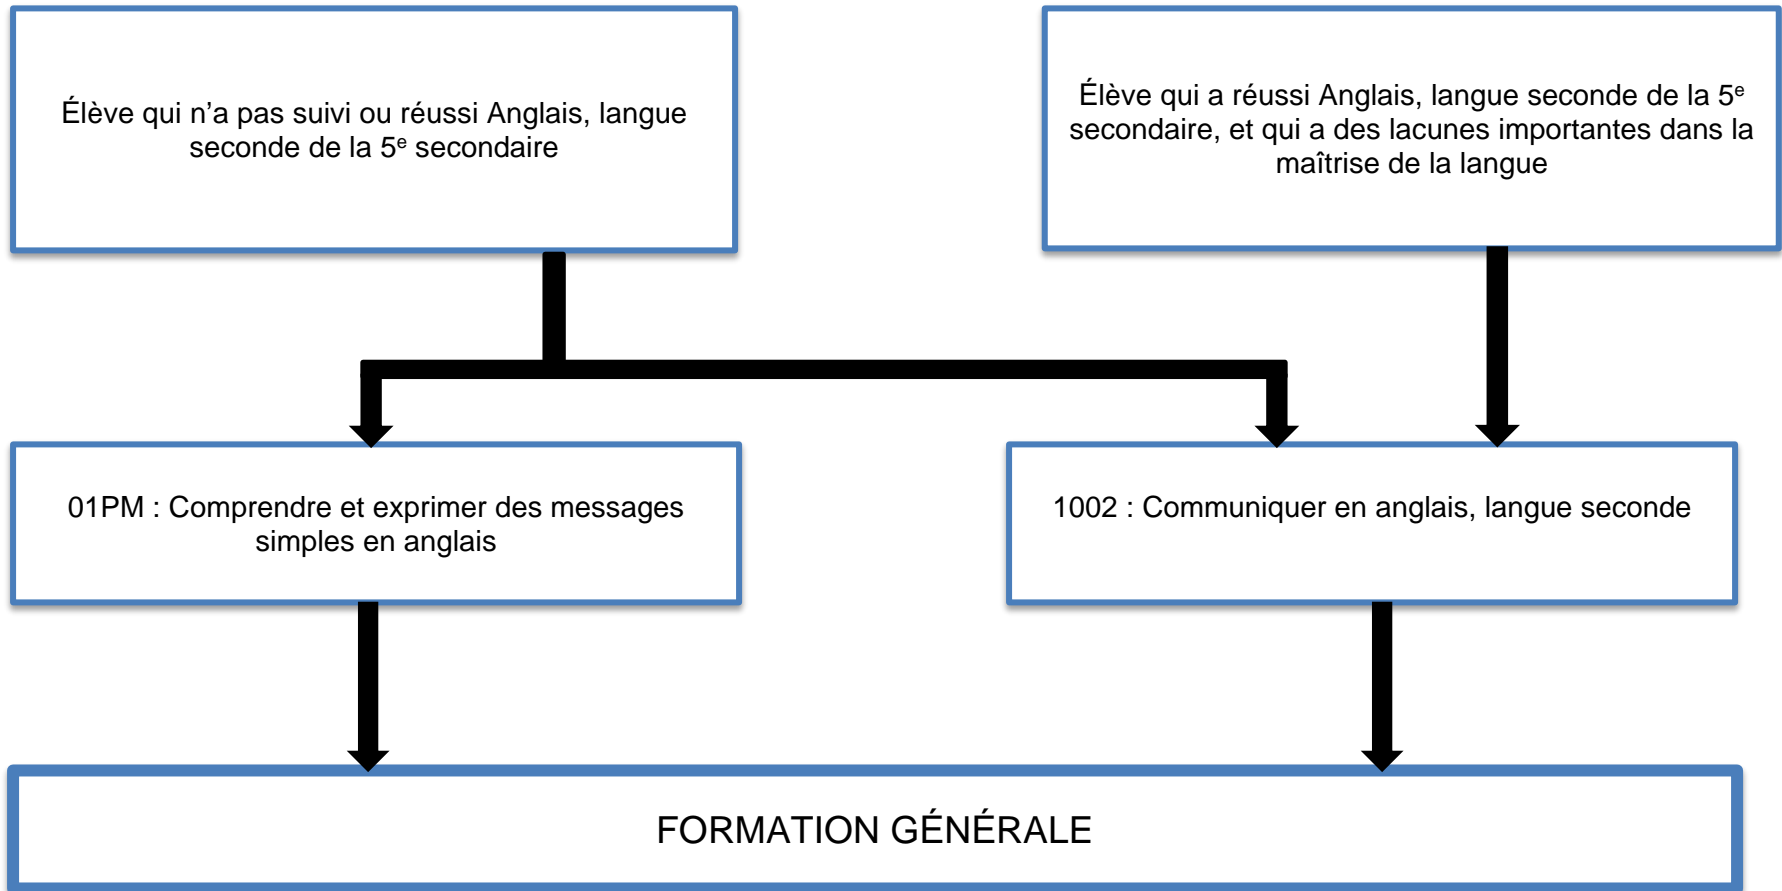 Élève qui n’a pas suivi ou réussi Anglais, langue
seconde de la 5e secondaire
Élève qui a réussi Anglais, langue seconde de la 5e
secondaire, et qui a des lacunes importantes dans la
maîtrise de la langue
01PM : Comprendre et exprimer des messages
simples en anglais
1002 : Communiquer en anglais, langue seconde
FORMATION GÉNÉRALE